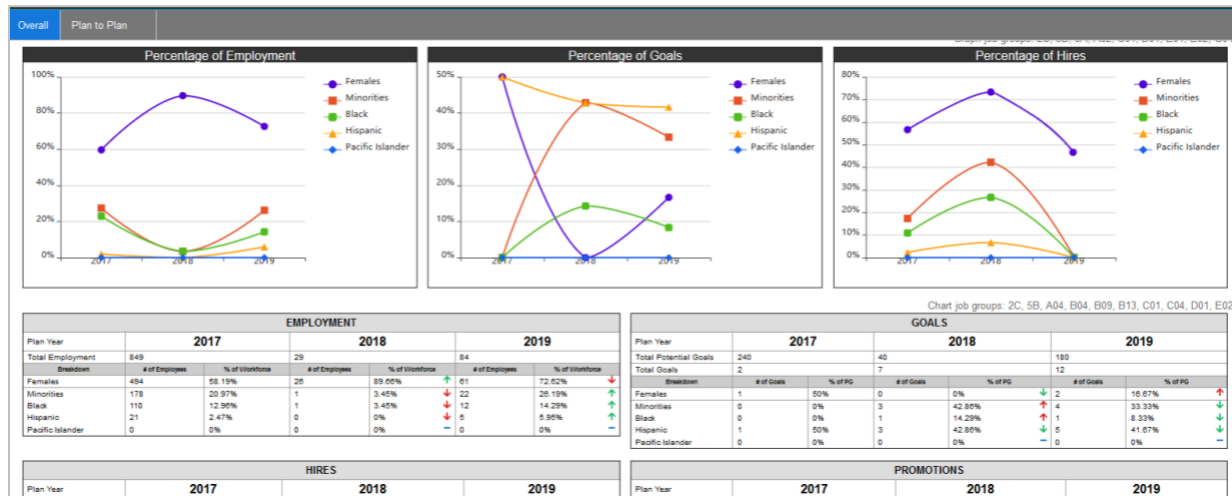 Overall Plan to Plan
Percentage of Employment
100%
80%
60%
40%
20%
0%
2017 2018 2019
Females
Minorities
Black
Hispanic
Pacific Islander
Percentage of Goals
50%
40%
30%
20%
10%
0%
2017 2018 2019
Females
Minorities
Black
Hispanic
Pacific Islander
Percentage of Hires
80%
70%
60%
50%
40%
30%
20%
10%
0%
2017 2018 2019
Females
Minorities
Black
Hispanic
Pacific Islander
Chart job groups: 2C, 5B, A04, B04, B09, B13, C01, C04, D01, E02
EMPLOYMENT
Plan Year 2017 2018 2019
Total Employment 849 29 84
Breakdown # of Employees % of Workforce # of Employees % of Workforce # of Employees % of Workforce
Females 494 58.19% 26 89.66% 61 72.62%
Minorities 178 20.97% 1 3.45% 22 26.19%
Black 110 12.96% 1 3.45% 12 14.29%
Hispanic 21 2.47% 0 0% 5 5.95%
Pacific Islander 0 0% 0 0% 0 0%
GOALS
Plan Year 2017 2018 2019
Total Potential Goals 240 40 180
Total Goals 2 7 12
Breakdown # of Goals % of PG # of Goals % of PG # of Goals % of PG
Females 1 50% 0 0% 2 16.67%
Minorities 0 0% 3 42.86% 4 33.33%
Black 0 0% 1 14.29% 1 8.33%
Hispanic 1 50% 3 42.86% 5 41.67%
Pacific Islander 0 0% 0 0% 0 0%
HIRES
Plan Year 2017 2018 2019
PROMOTIONS
Plan Year 2017 2018 2019